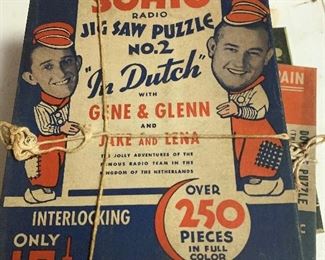 SOHIO
RADIO
JIG SAW PUZZLE
NO.2
"In Dutch"
WITH
GENE & GLENN
AND
JAKE AND LENA
THE JOLLY ADVENTURES OF THE
FAMOUS RADIO TEAM IN THE
KINGDOM OF THE NETHERLANDS
INTERLOCKING
ONLY
OVER
250
PIECES
IN FULL
COLOR
PAIN
PUZZLE